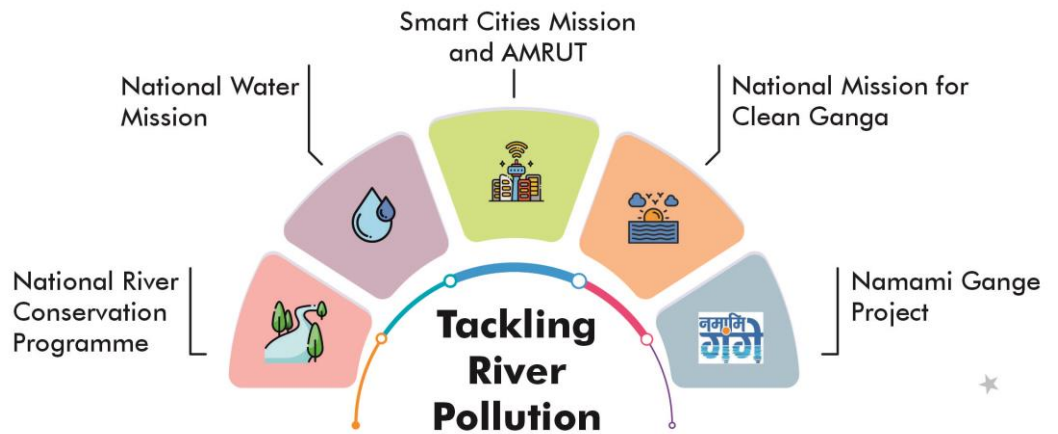 Smart Cities Mission
and AMRUT
National Water
Mission
National Mission for
Clean Ganga
National River
Conservation
Programme
Namami Gange
Project
नमामि
गंगे
Tackling
River
Pollution